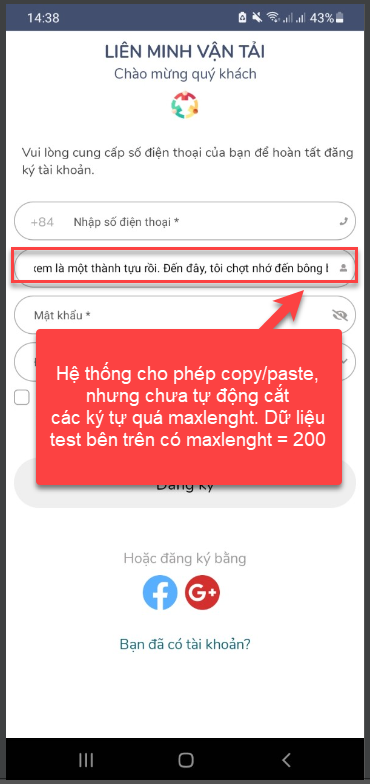 14:38
43%
LIÊN MINH VẬN TẢI
Chào mừng quý khách
Vui lòng cung cấp số điện thoại của bạn để hoàn tất đăng
ký tài khoản.
+84 Nhập số điện thoại *
xem là một thành tựu rồi. Đến đây, tôi chợt nhớ đến bông
Mật khẩu *
Hệ thống cho phép copy/paste,
nhưng chưa tự động cắt
các ký tự quá maxlenght. Dữ liệu
test bên trên có maxlenght = 200
Đăng ký
Hoặc đăng ký bằng
f G+
Bạn đã có tài khoản?